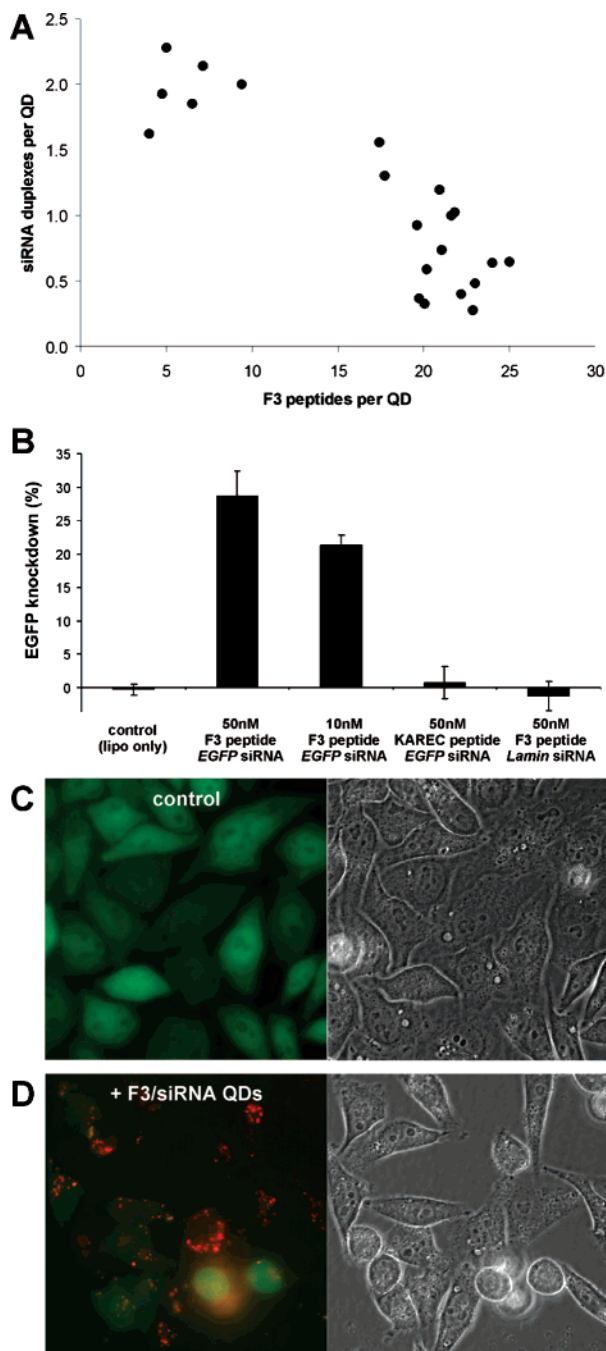 A
siRNA duplexes per QD
2.5
2.0
1.5
1.0
0.5
0.0
0 5 10 15 20 25 30
F3 peptides per QD
B
EGFP knockdown (%)
35
30
25
20
15
10
5
0
-5
control
(lipo only)
50nM
F3 peptide
EGFP siRNA
10nM
F3 peptide
EGFP siRNA
50nM
KAREC peptide
EGFP siRNA
50nM
F3 peptide
Lamin siRNA
C
control
D
+ F3/siRNA QDs